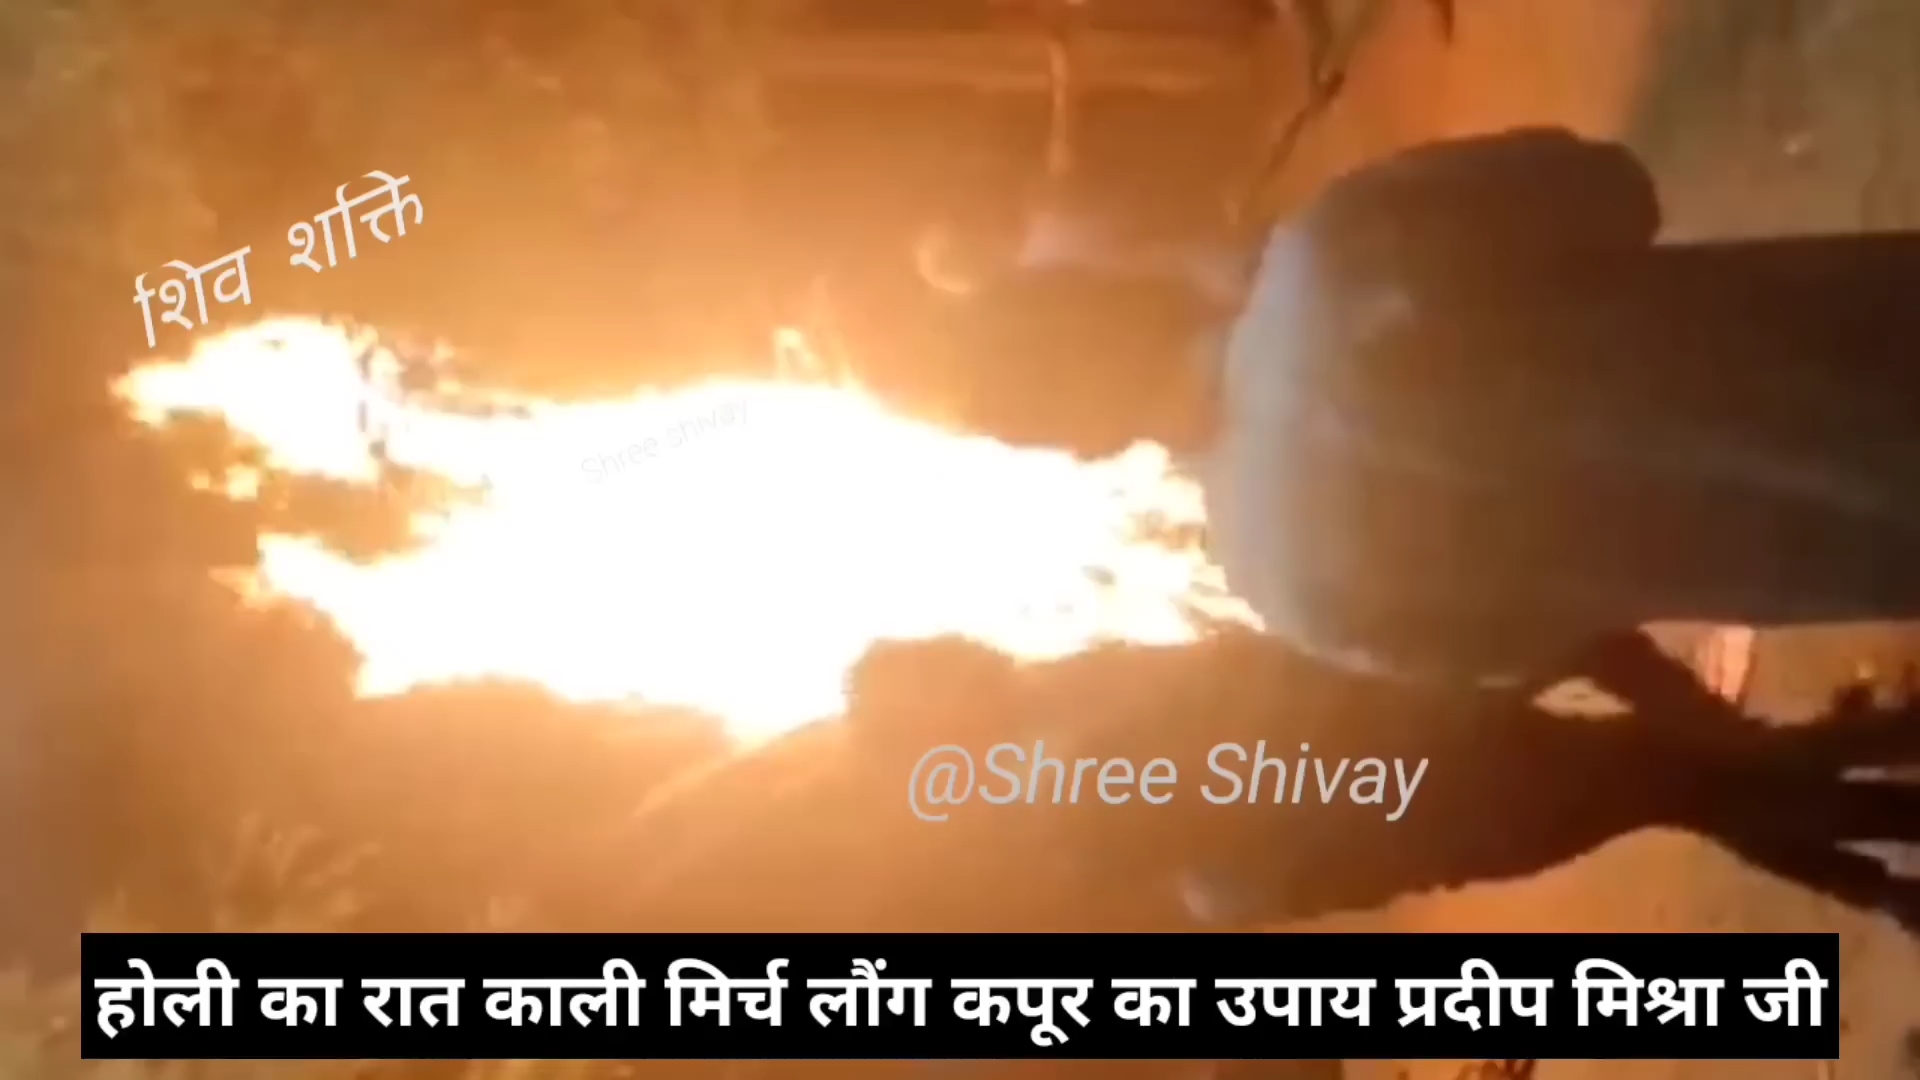 शिव शक्ति
Shree shivay
@Shree Shivay
होली का रात काली मिर्च लौंग कपूर का उपाय प्रदीप मिश्रा जी